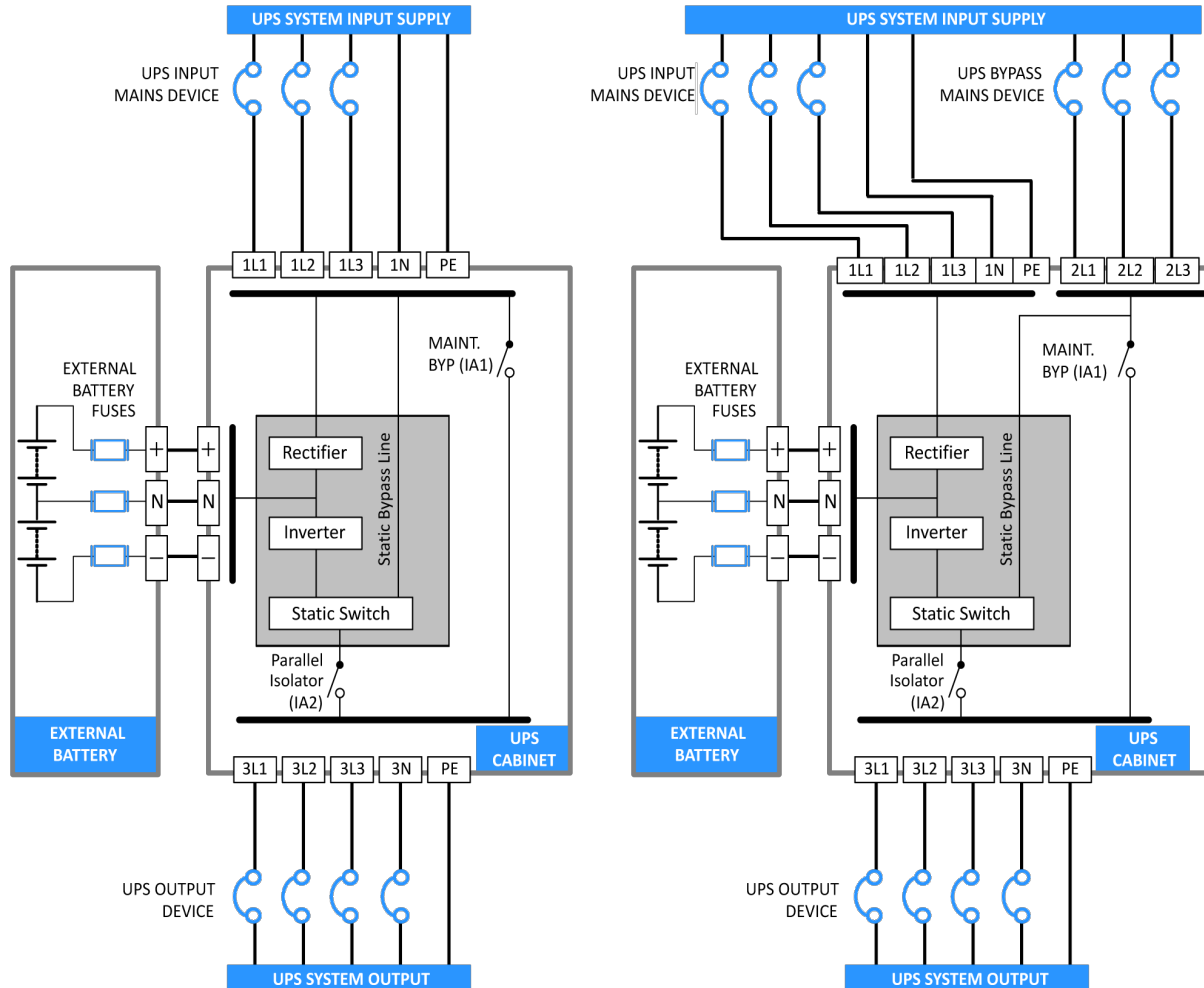 UPS SYSTEM INPUT SUPPLY
UPS INPUT
MAINS DEVICE
1L1
1L2
1L3
1N
PE
MAINT.
BYP (IA1)
EXTERNAL
BATTERY
FUSES
+
+
N
N
−
−
Rectifier
Inverter
Static Bypass Line
Static Switch
Parallel
Isolator
(IA2)
EXTERNAL
BATTERY
UPS
CABINET
3L1
3L2
3L3
3N
PE
UPS OUTPUT
DEVICE
UPS SYSTEM OUTPUT
UPS SYSTEM INPUT SUPPLY
UPS INPUT
MAINS DEVICE
UPS BYPASS
MAINS DEVICE
1L1
1L2
1L3
1N
PE
2L1
2L2
2L3
MAINT.
BYP (IA1)
EXTERNAL
BATTERY
FUSES
+
+
N
N
−
−
Rectifier
Inverter
Static Bypass Line
Static Switch
Parallel
Isolator
(IA2)
EXTERNAL
BATTERY
UPS
CABINET
3L1
3L2
3L3
3N
PE
UPS OUTPUT
DEVICE
UPS SYSTEM OUTPUT